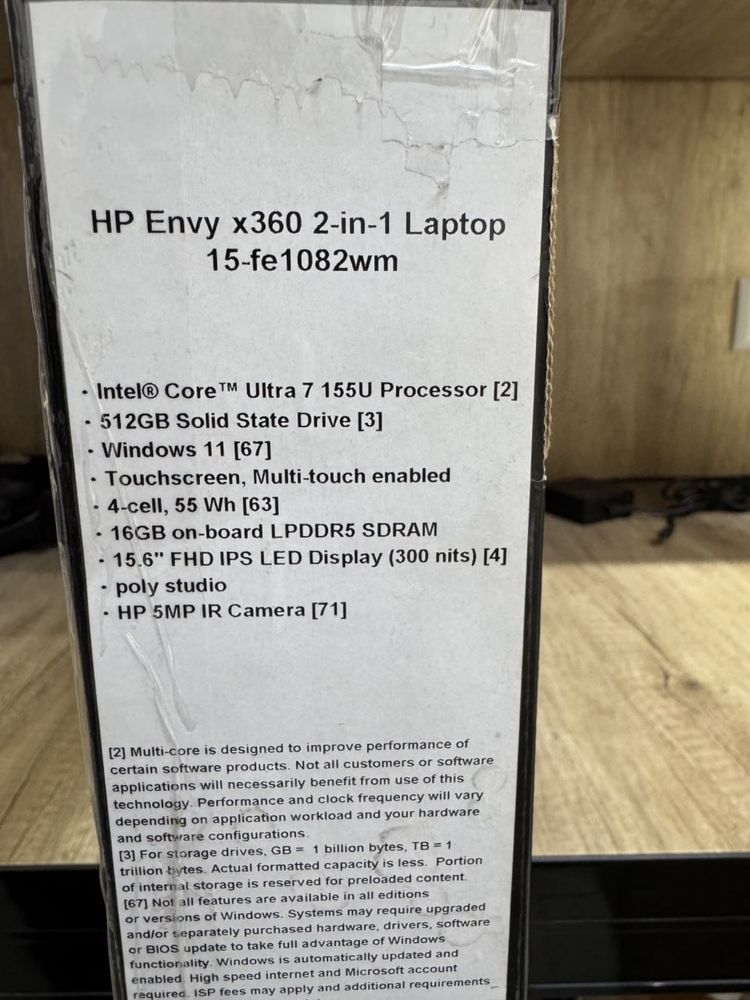 HP Envy x360 2-in-1 Laptop
15-fe1082wm
· Intel® Core™ Ultra 7 155U Processor [2]
· 512GB Solid State Drive [3]
· Windows 11 [67]
· Touchscreen, Multi-touch enabled
· 4-cell, 55 Wh [63]
· 16GB on-board LPDDR5 SDRAM
· 15.6" FHD IPS LED Display (300 nits) [4]
· poly studio
· HP 5MP IR Camera [71]
[2] Multi-core is designed to improve performance of
certain software products. Not all customers or software
applications will necessarily benefit from use of this
technology. Performance and clock frequency will vary
depending on application workload and your hardware
and software configurations.
[3] For storage drives, GB = 1 billion bytes, TB = 1
trillion bytes. Actual formatted capacity is less. Portion
of internal storage is reserved for preloaded content.
[67] Not all features are available in all editions
or versions of Windows. Systems may require upgraded
and/or separately purchased hardware, drivers, software
or BIOS update to take full advantage of Windows
functionality. Windows is automatically updated and
enabled. High speed internet and Microsoft account
required. ISP fees may apply and additional requirements